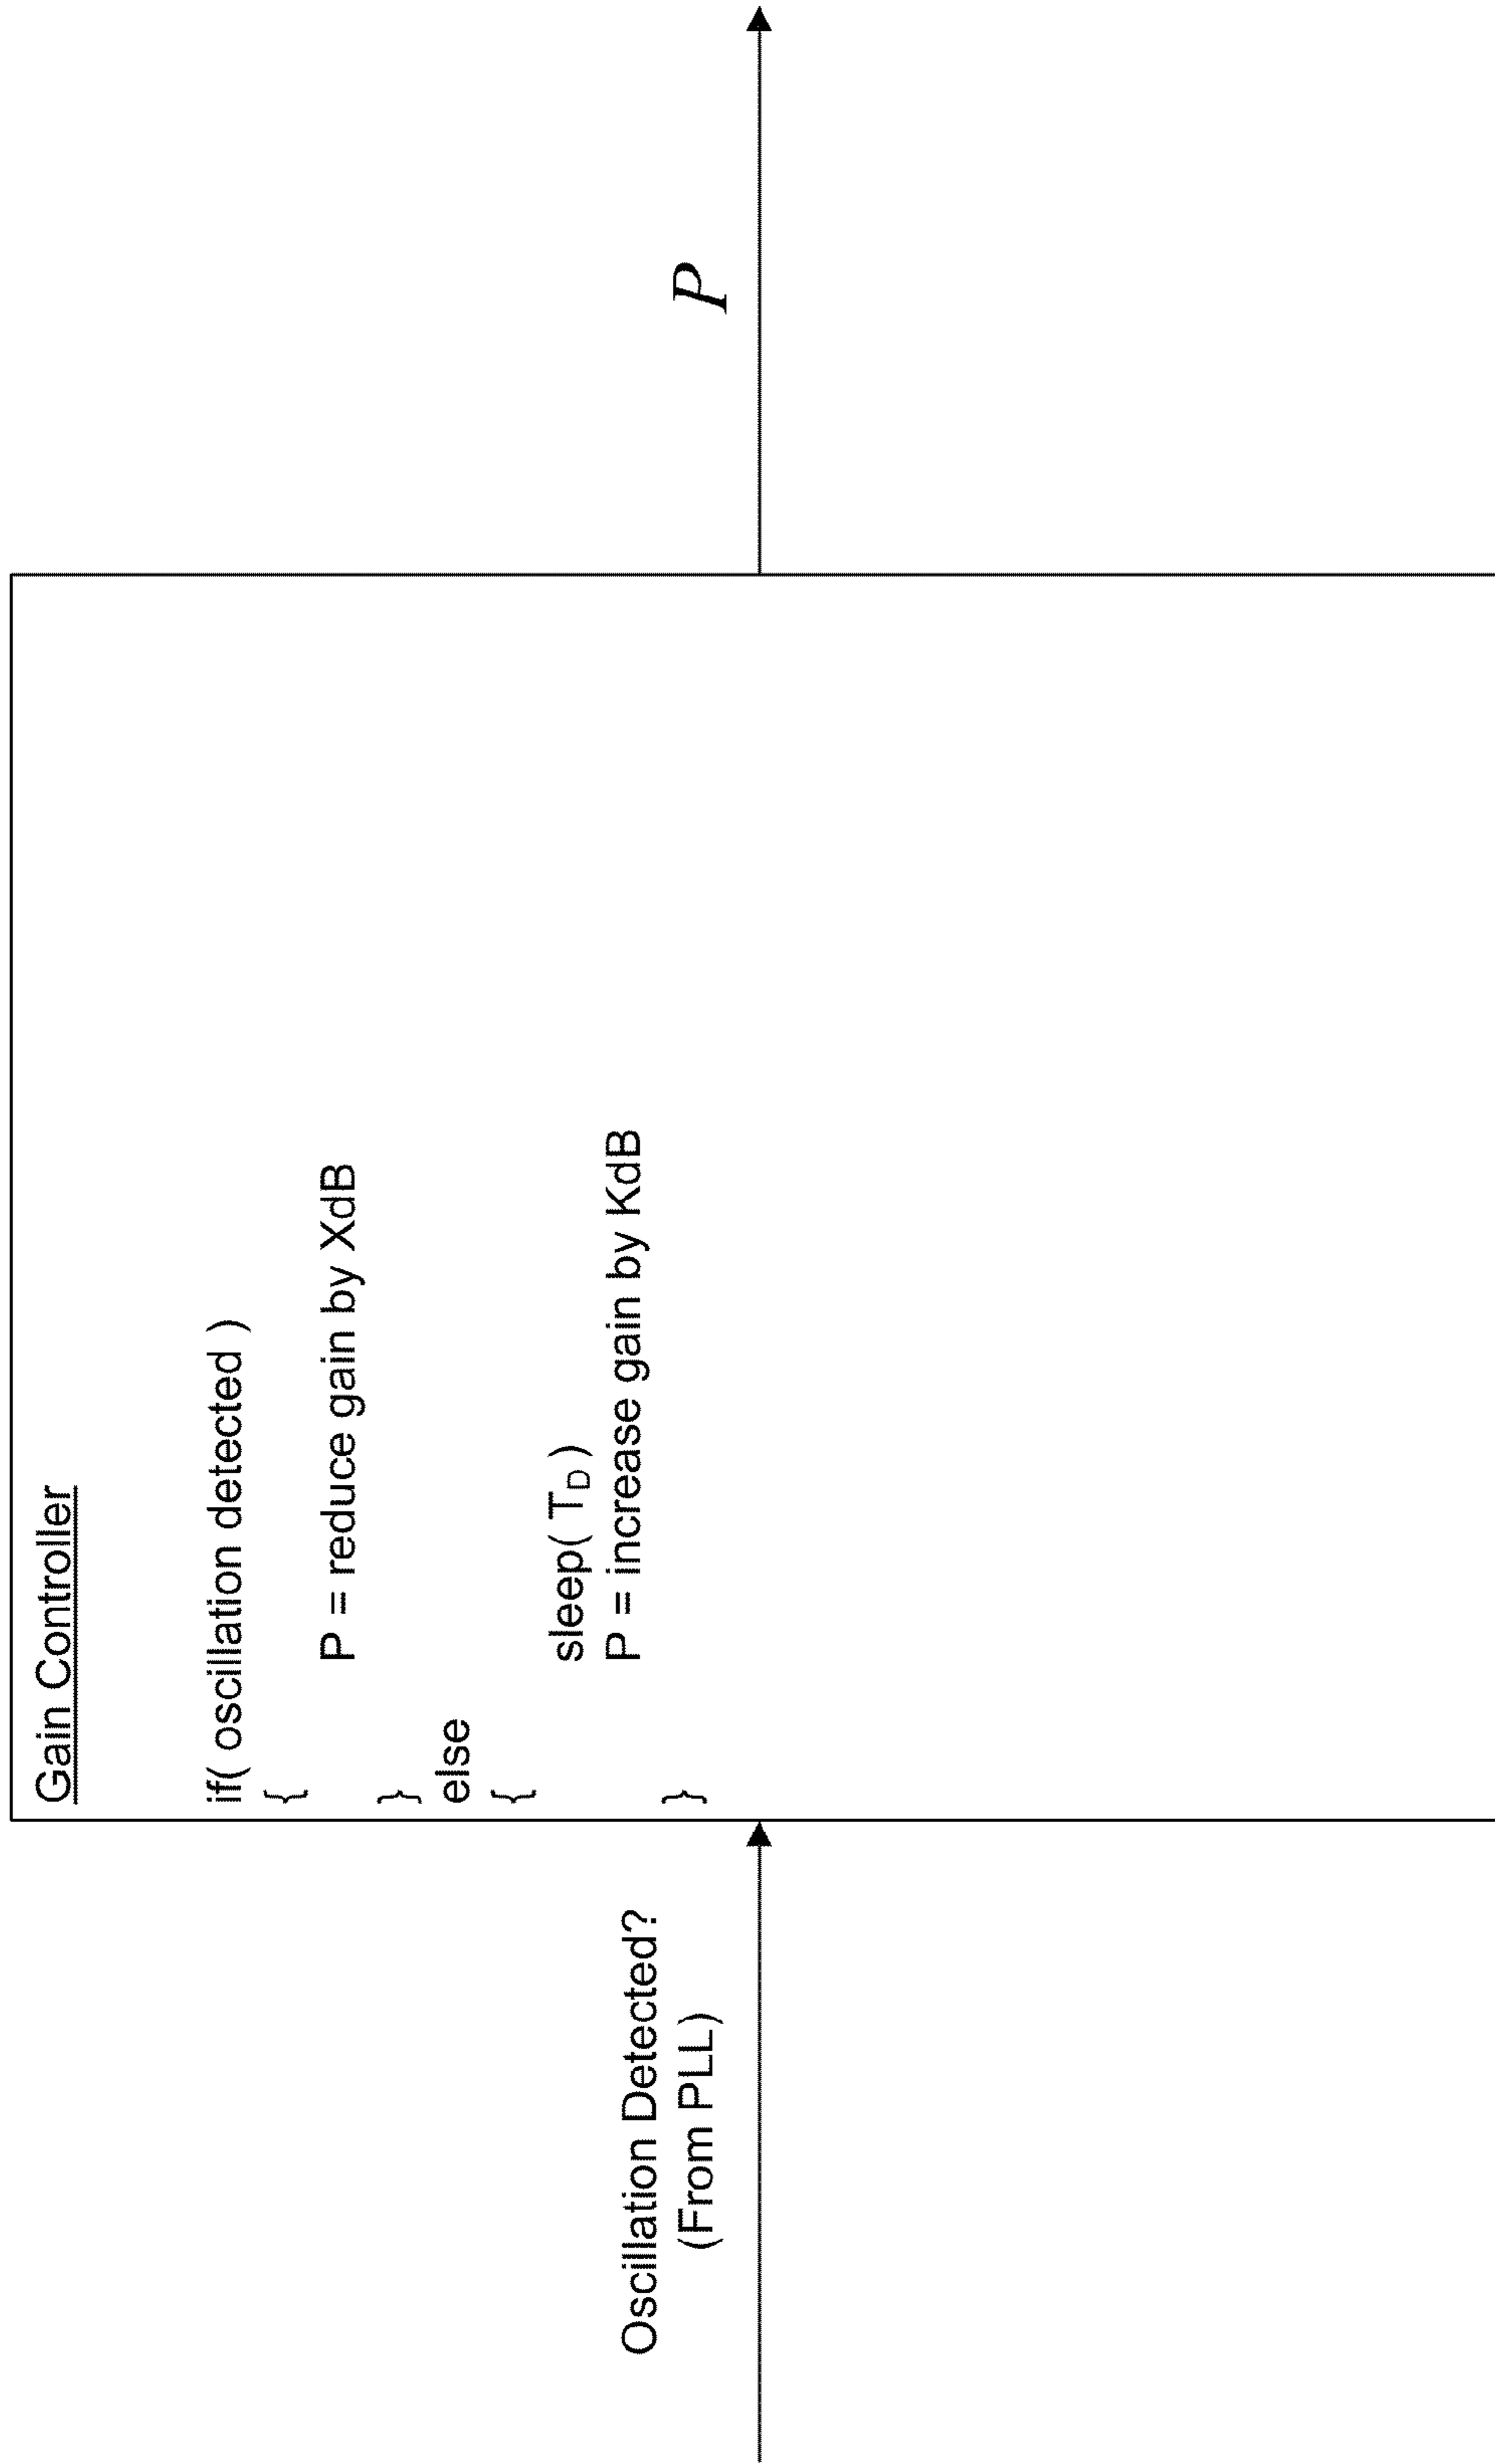 Gain Controller
if( oscillation detected )
{
P = reduce gain by XdB
}
else
{
sleep( T_D )
P = increase gain by KdB
}
Oscillation Detected?
(From PLL)
P